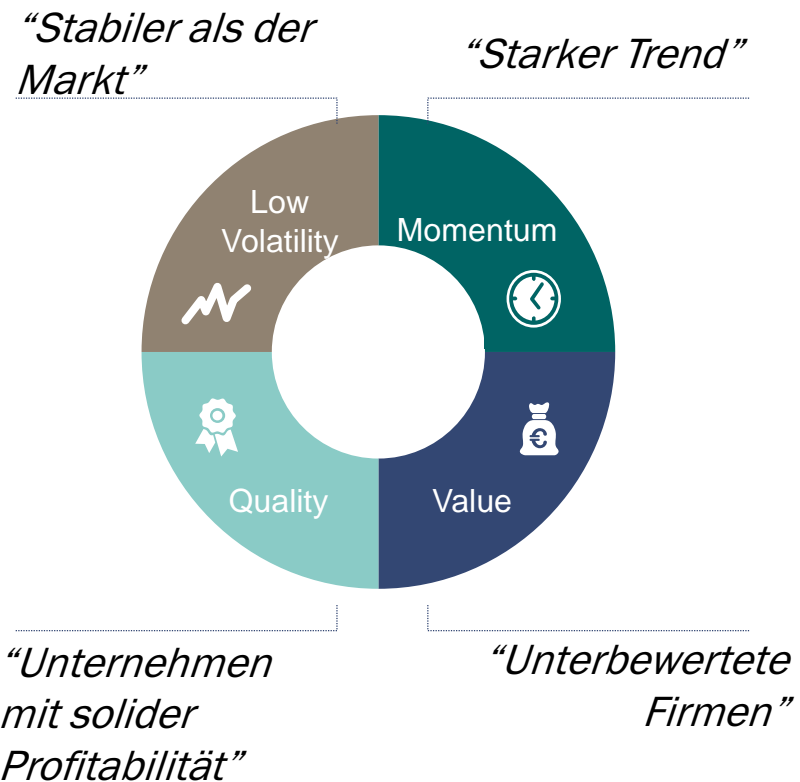 “Stabiler als der
Markt”
“Starker Trend”
Low
Volatility
Momentum
€
Quality
Value
“Unternehmen
mit solider
Profitabilität”
“Unterbewertete
Firmen”